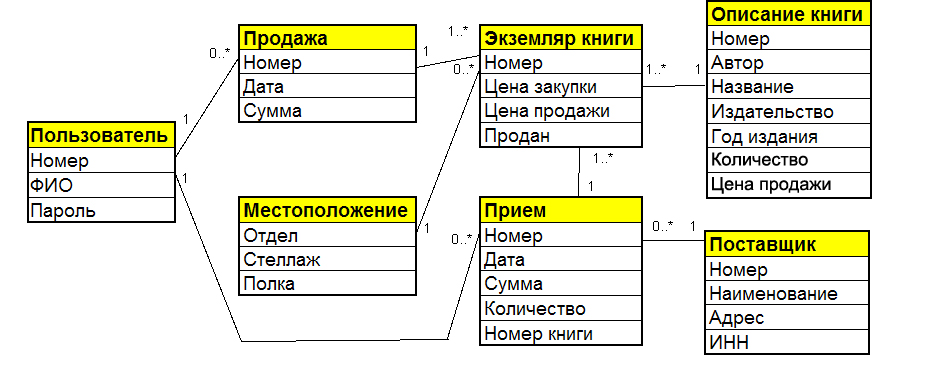 Описание книги
Номер
Автор
Название
Издательство
Год издания
Количество
Цена продажи
Продажа
Номер
Дата
Сумма
Экземляр книги
Номер
Цена закупки
Цена продажи
Продан
Пользователь
Номер
ФИО
Пароль
Местоположение
Отдел
Стеллаж
Полка
Прием
Номер
Дата
Сумма
Количество
Номер книги
Поставщик
Номер
Наименование
Адрес
ИНН
0..*
1
1
1..*
0..*
1
1..*
1
1..*
1
1
0..*
0..*
1